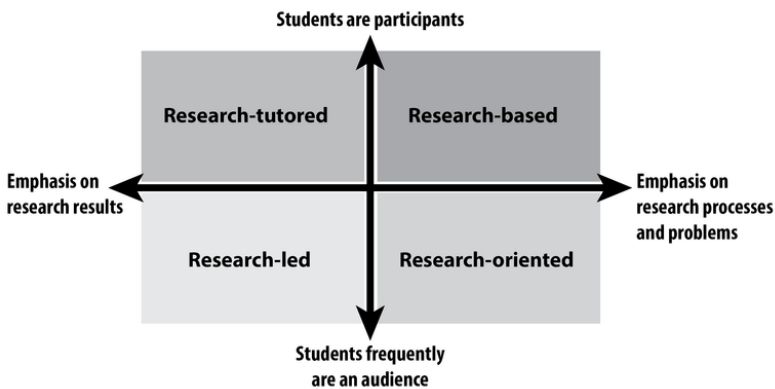 Students are participants
Research-tutored
Research-based
Emphasis on
research results
Emphasis on
research processes
and problems
Research-led
Research-oriented
Students frequently
are an audience